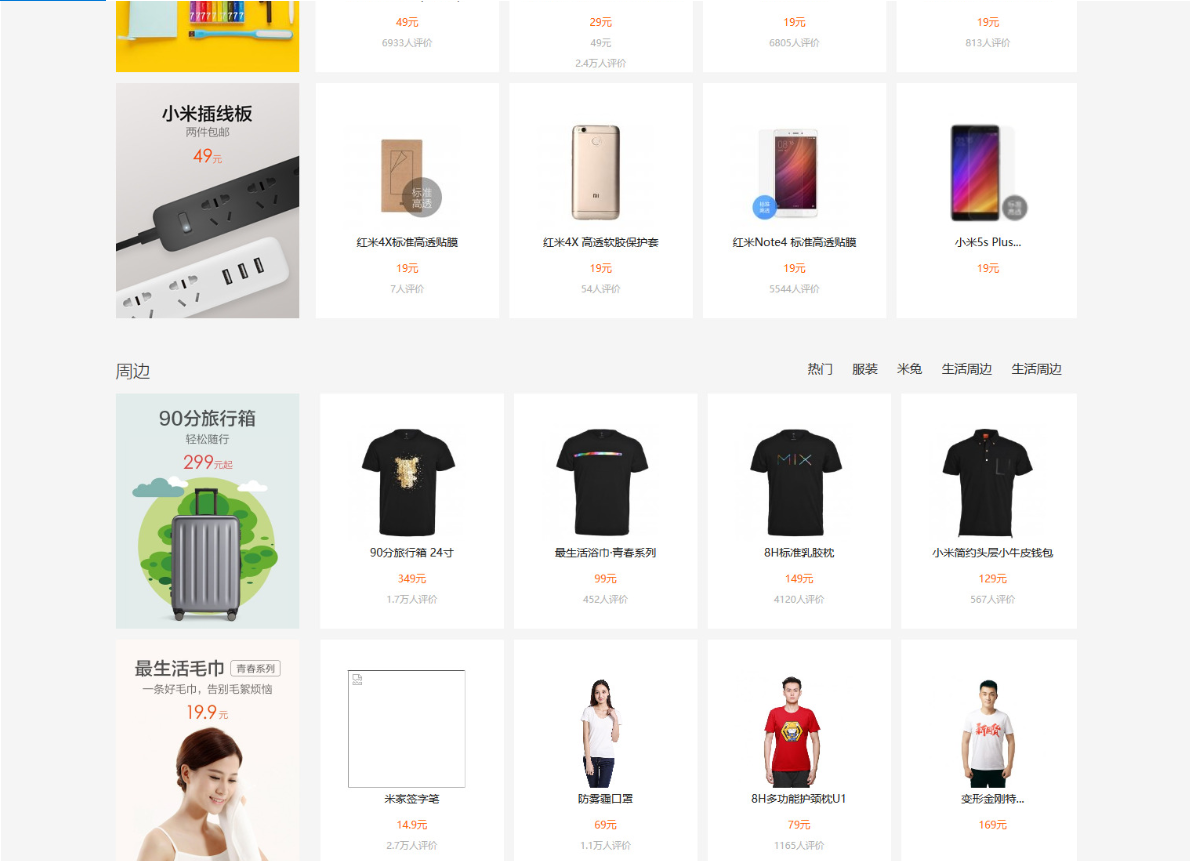 49元
6933人评价
29元
49元
2.4万人评价
19元
6805人评价
19元
813人评价
小米插线板
两件包邮
49元
标准
高透
红米4X标准高透贴膜
19元
7人评价
红米4X 高透软胶保护套
19元
54人评价
标准
高透
红米Note4 标准高透贴膜
19元
5544人评价
标准
高透
小米5s Plus...
19元
周边
热门 服装 米兔 生活周边 生活周边
90分旅行箱
轻松随行
299元起
90分旅行箱 24寸
349元
1.7万人评价
最生活浴巾·青春系列
99元
452人评价
MIX
8H标准乳胶枕
149元
4120人评价
小米简约头层小牛皮钱包
129元
567人评价
最生活毛巾 青春系列
一条好毛巾，告别毛絮烦恼
19.9元
米家签字笔
14.9元
2.7万人评价
防雾霾口罩
69元
1.1万人评价
8H多功能护颈枕U1
79元
1165人评价
变形金刚特...
169元